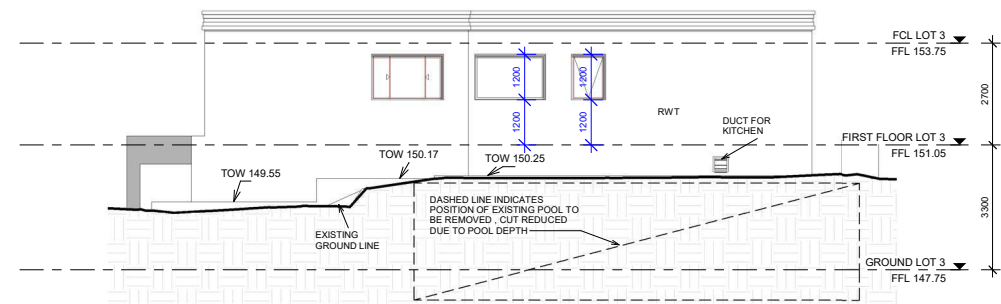 FCL LOT 3
FFL 153.75
1200
1200
2700
1200
1200
RWT
DUCT FOR
KITCHEN
FIRST FLOOR LOT 3
FFL 151.05
TOW 150.17
TOW 150.25
TOW 149.55
DASHED LINE INDICATES
POSITION OF EXISTING POOL TO
BE REMOVED , CUT REDUCED
DUE TO POOL DEPTH
3300
EXISTING
GROUND LINE
GROUND LOT 3
FFL 147.75